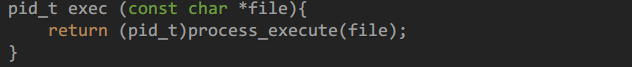 pid_t exec (const char *file){
    return (pid_t)process_execute(file);
}